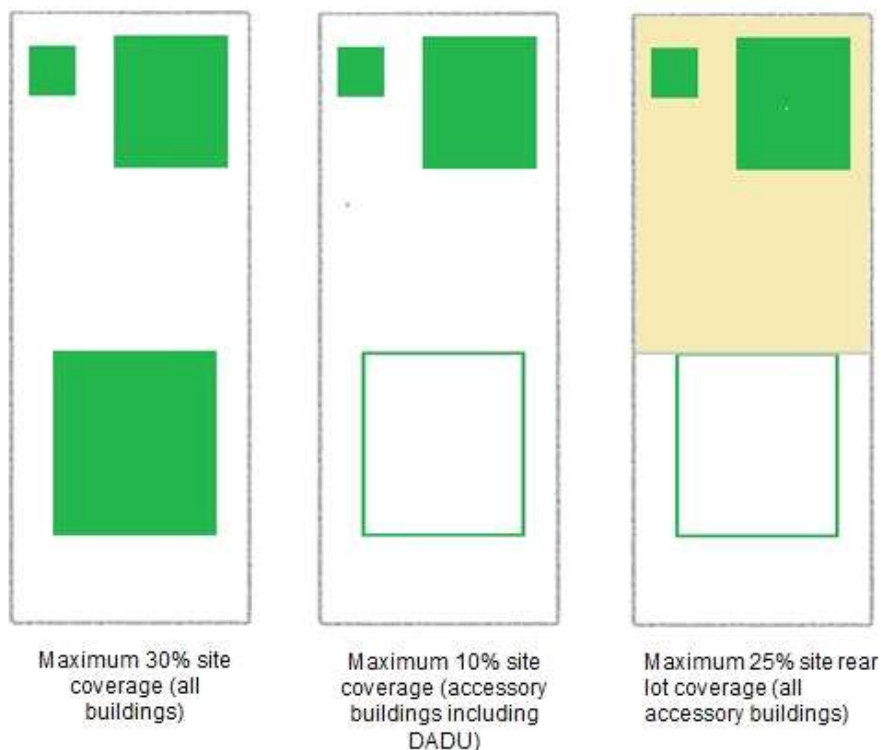 Maximum 30% site
coverage (all
buildings)
Maximum 10% site
coverage (accessory
buildings including
DADU)
Maximum 25% site rear
lot coverage (all
accessory buildings)